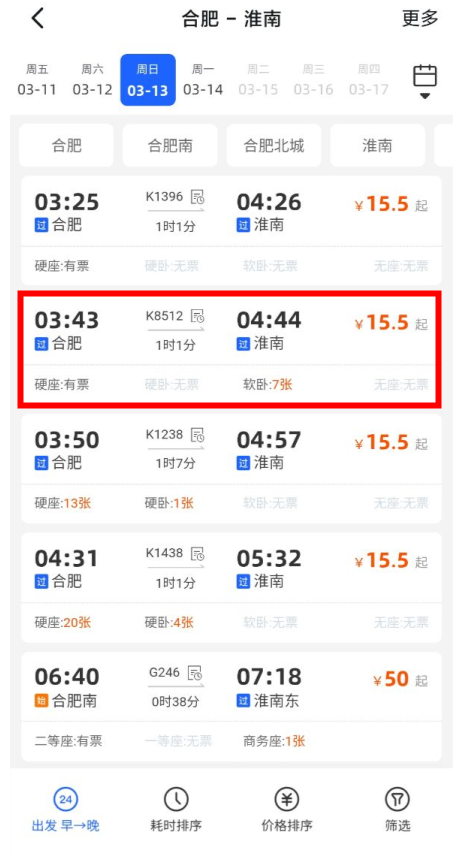 合肥 – 淮南 更多
周五 周六 周日 周一 周二 周三 周四
03-11 03-12 03-13 03-14 03-15 03-16 03-17
合肥 合肥南 合肥北城 淮南
03:25 K1396 04:26 ¥15.5 起
过 合肥 1时1分 过 淮南
硬座:有票 硬卧:无票 软卧:无票 无座:无票
03:43 K8512 04:44 ¥15.5 起
过 合肥 1时1分 过 淮南
硬座:有票 硬卧:无票 软卧:7张 无座:无票
03:50 K1238 04:57 ¥15.5 起
过 合肥 1时7分 过 淮南
硬座:13张 硬卧:1张 软卧:无票 无座:无票
04:31 K1438 05:32 ¥15.5 起
过 合肥 1时1分 过 淮南
硬座:20张 硬卧:4张 软卧:无票 无座:无票
06:40 G246 07:18 ¥50 起
始 合肥南 0时38分 过 淮南东
二等座:有票 一等座:无票 商务座:1张
24 ¥
出发 早→晚 耗时排序 价格排序 筛选